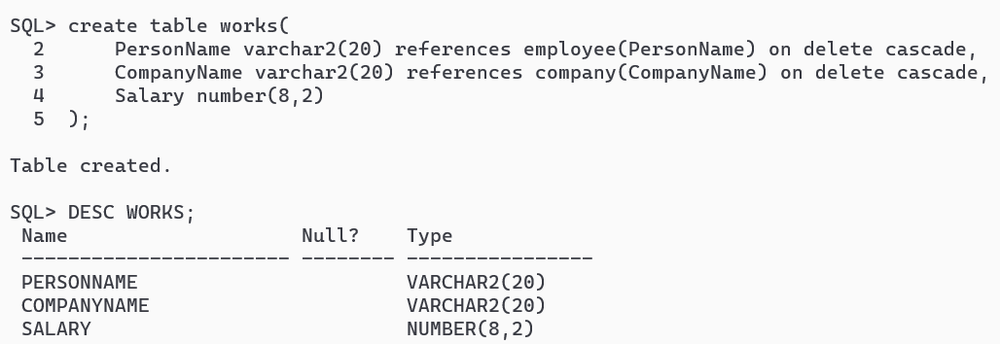 SQL> create table works(
  2      PersonName varchar2(20) references employee(PersonName) on delete cascade,
  3      CompanyName varchar2(20) references company(CompanyName) on delete cascade,
  4      Salary number(8,2)
  5  );

Table created.

SQL> DESC WORKS;
 Name                    Null?    Type
 ----------------------- -------- ----------------
 PERSONNAME                       VARCHAR2(20)
 COMPANYNAME                      VARCHAR2(20)
 SALARY                           NUMBER(8,2)